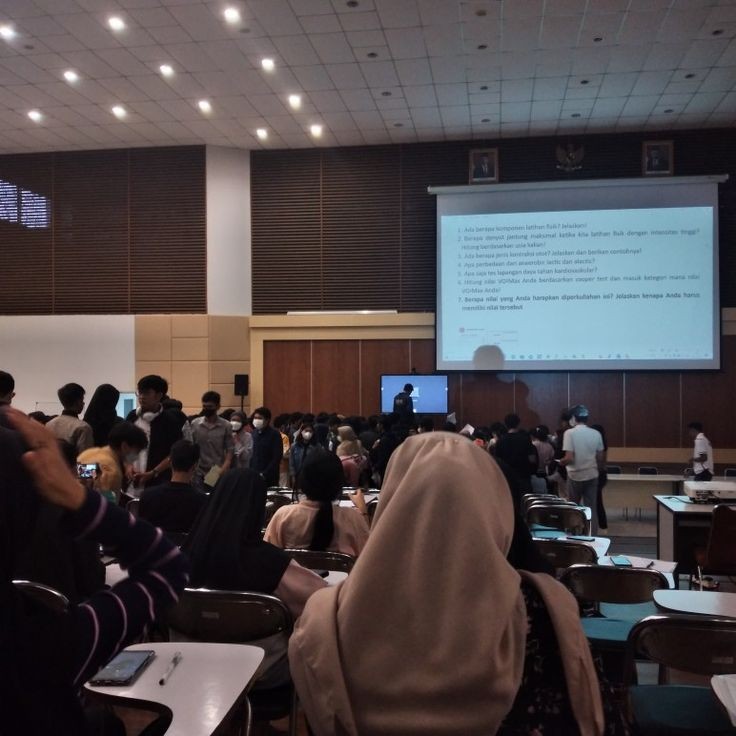 1. Ada berapa komponen latihan fisik? Jelaskan!
2. Berapa denyut jantung maksimal ketika kita latihan fisik dengan intensitas tinggi?
Hitung berdasarkan usia kalian!
3. Ada berapa jenis kontraksi otot? Jelaskan dan berikan contohnya!
4. Apa perbedaan dari anaerobic lactic dan alactic?
5. Apa saja tes lapangan daya tahan kardiovaskular?
6. Hitung nilai VO2Max Anda berdasarkan cooper test dan masuk kategori mana nilai
VO2Max Anda?
7. Berapa nilai yang Anda harapkan diperkuliahan ini? Jelaskan kenapa Anda harus
memiliki nilai tersebut